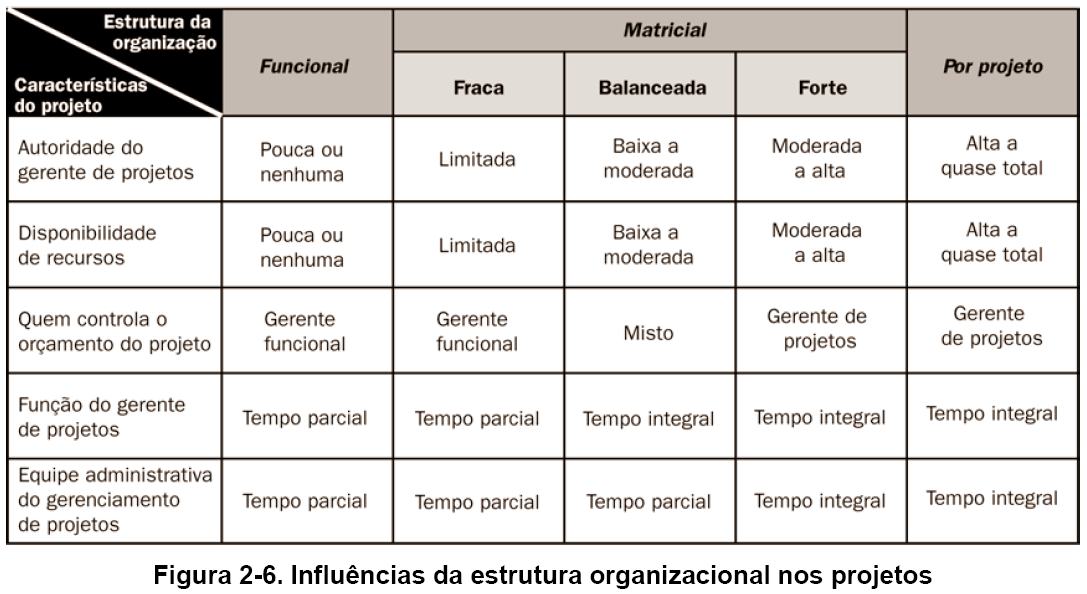 Estrutura da
organização
Características
do projeto
Funcional
Matricial
Por projeto
Fraca
Balanceada
Forte
Autoridade do
gerente de projetos
Pouca ou
nenhuma
Limitada
Baixa a
moderada
Moderada
a alta
Alta a
quase total
Disponibilidade
de recursos
Pouca ou
nenhuma
Limitada
Baixa a
moderada
Moderada
a alta
Alta a
quase total
Quem controla o
orçamento do projeto
Gerente
funcional
Gerente
funcional
Misto
Gerente de
projetos
Gerente
de projetos
Função do gerente
de projetos
Tempo parcial
Tempo parcial
Tempo integral
Tempo integral
Tempo integral
Equipe administrativa
do gerenciamento
de projetos
Tempo parcial
Tempo parcial
Tempo parcial
Tempo integral
Tempo integral
Figura 2-6. Influências da estrutura organizacional nos projetos